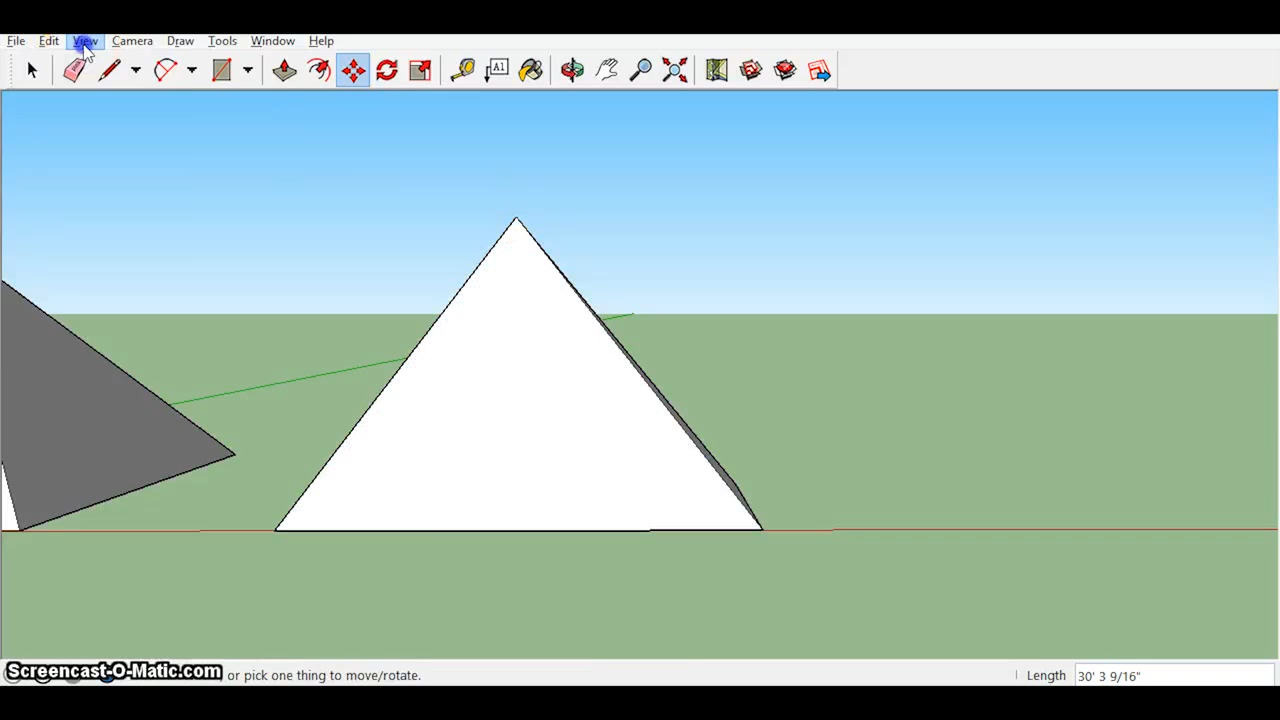 File Edit View Camera Draw Tools Window Help
A1
Screencast-O-Matic.com or pick one thing to move/rotate. Length 30' 3 9/16"